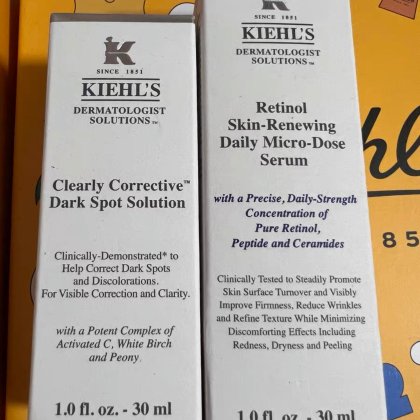 K
SINCE 1851
KIEHL'S
DERMATOLOGIST
SOLUTIONS™
Clearly Corrective™
Dark Spot Solution
Clinically-Demonstrated* to
Help Correct Dark Spots
and Discolorations.
For Visible Correction and Clarity.
with a Potent Complex of
Activated C, White Birch
and Peony
1.0 fl. oz. - 30 ml
SINCE 1851
KIEHL'S
DERMATOLOGIST
SOLUTIONS™
Retinol
Skin-Renewing
Daily Micro-Dose
Serum
with a Precise, Daily-Strength
Concentration of
Pure Retinol,
Peptide and Ceramides
Clinically Tested to Steadily Promote
Skin Surface Turnover and Visibly
Improve Firmness, Reduce Wrinkles
and Refine Texture While Minimizing
Discomforting Effects Including
Redness, Dryness and Peeling
1.0 fl. oz. - 30 ml
85